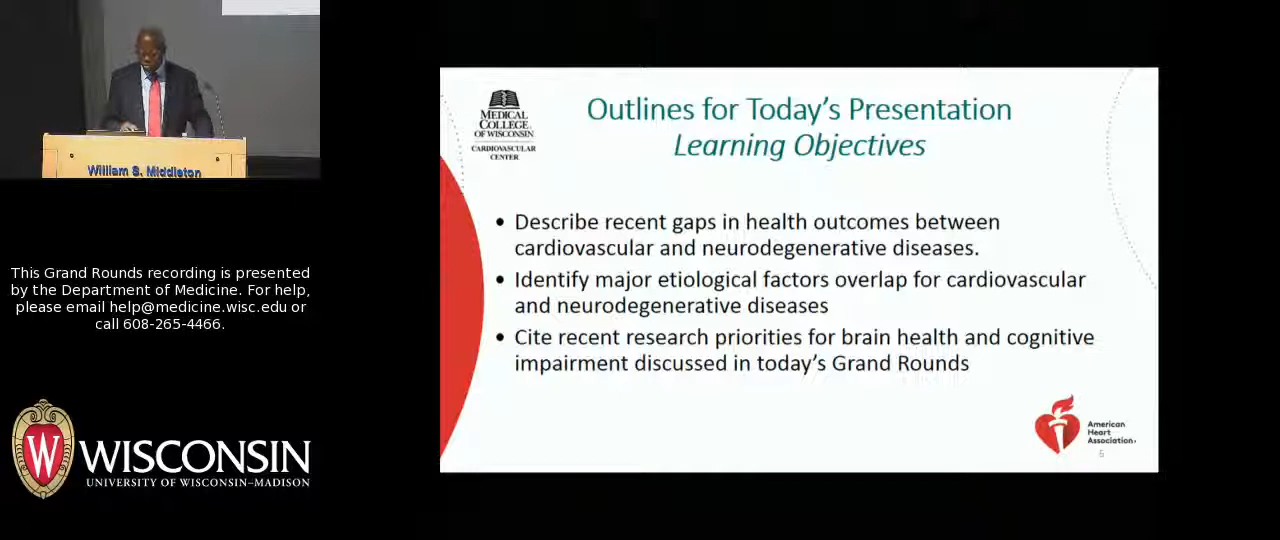 William S. Middleton
This Grand Rounds recording is presented
by the Department of Medicine. For help,
please email help@medicine.wisc.edu or
call 608-265-4466.
W
WISCONSIN
UNIVERSITY OF WISCONSIN–MADISON
MEDICAL
COLLEGE
OF WISCONSIN
CARDIOVASCULAR
CENTER
Outlines for Today’s Presentation
Learning Objectives
• Describe recent gaps in health outcomes between
cardiovascular and neurodegenerative diseases.
• Identify major etiological factors overlap for cardiovascular
and neurodegenerative diseases
• Cite recent research priorities for brain health and cognitive
impairment discussed in today’s Grand Rounds
American
Heart
Association.